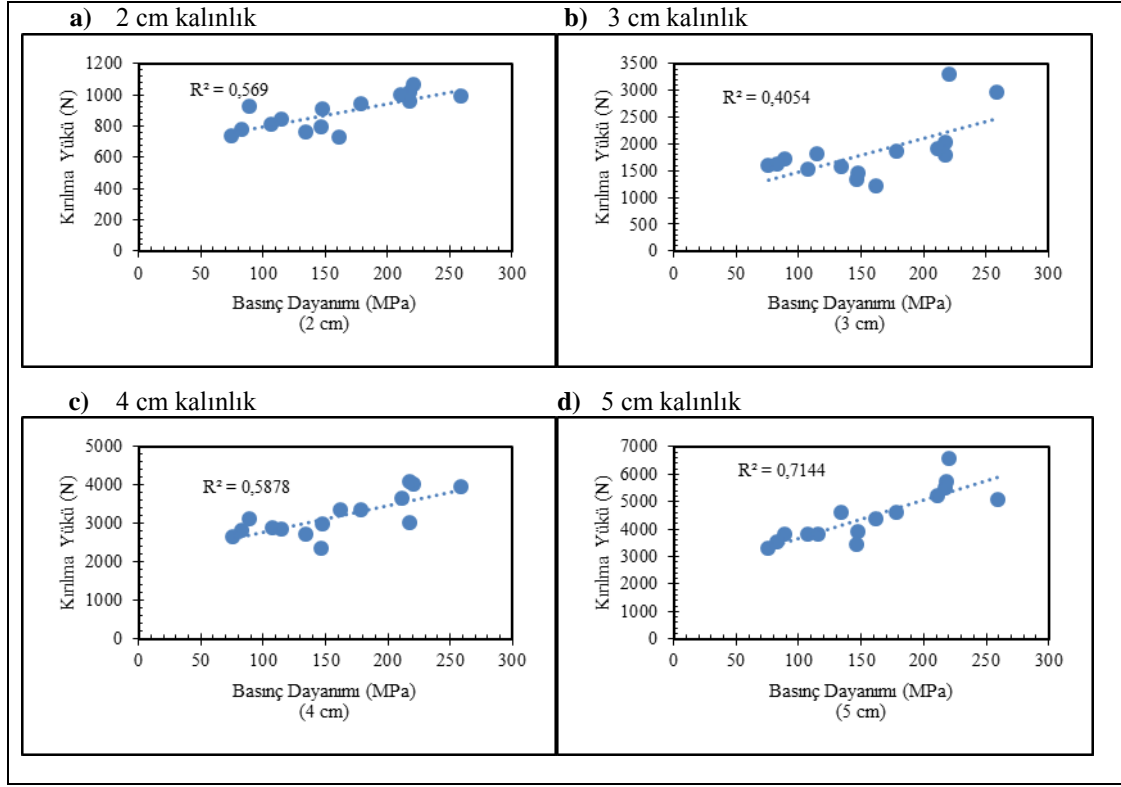 a) 2 cm kalınlık
1200
1000
800
600
400
200
0
R² = 0,569
Kırılma Yükü (N)
0 50 100 150 200 250 300
Basınç Dayanımı (MPa)
(2 cm)
b) 3 cm kalınlık
3500
3000
2500
2000
1500
1000
500
0
R² = 0,4054
Kırılma Yükü (N)
0 50 100 150 200 250 300
Basınç Dayanımı (MPa)
(3 cm)
c) 4 cm kalınlık
5000
4000
3000
2000
1000
0
R² = 0,5878
Kırılma Yükü (N)
0 50 100 150 200 250 300
Basınç Dayanımı (MPa)
(4 cm)
d) 5 cm kalınlık
7000
6000
5000
4000
3000
2000
1000
0
R² = 0,7144
Kırılma Yükü (N)
0 50 100 150 200 250 300
Basınç Dayanımı (MPa)
(5 cm)